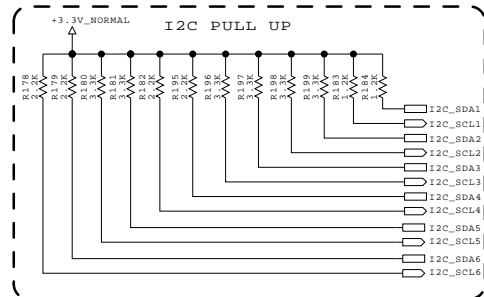 +3.3V_NORMAL
I2C PULL UP
R178
2.2K
R179
2.2K
R180
3.3K
R181
3.3K
R182
2.2K
R195
2.2K
R196
3.3K
R197
3.3K
R198
3.3K
R199
3.3K
R183
1.2K
R184
1.2K
I2C_SDA1
I2C_SCL1
I2C_SDA2
I2C_SCL2
I2C_SDA3
I2C_SCL3
I2C_SDA4
I2C_SCL4
I2C_SDA5
I2C_SCL5
I2C_SDA6
I2C_SCL6